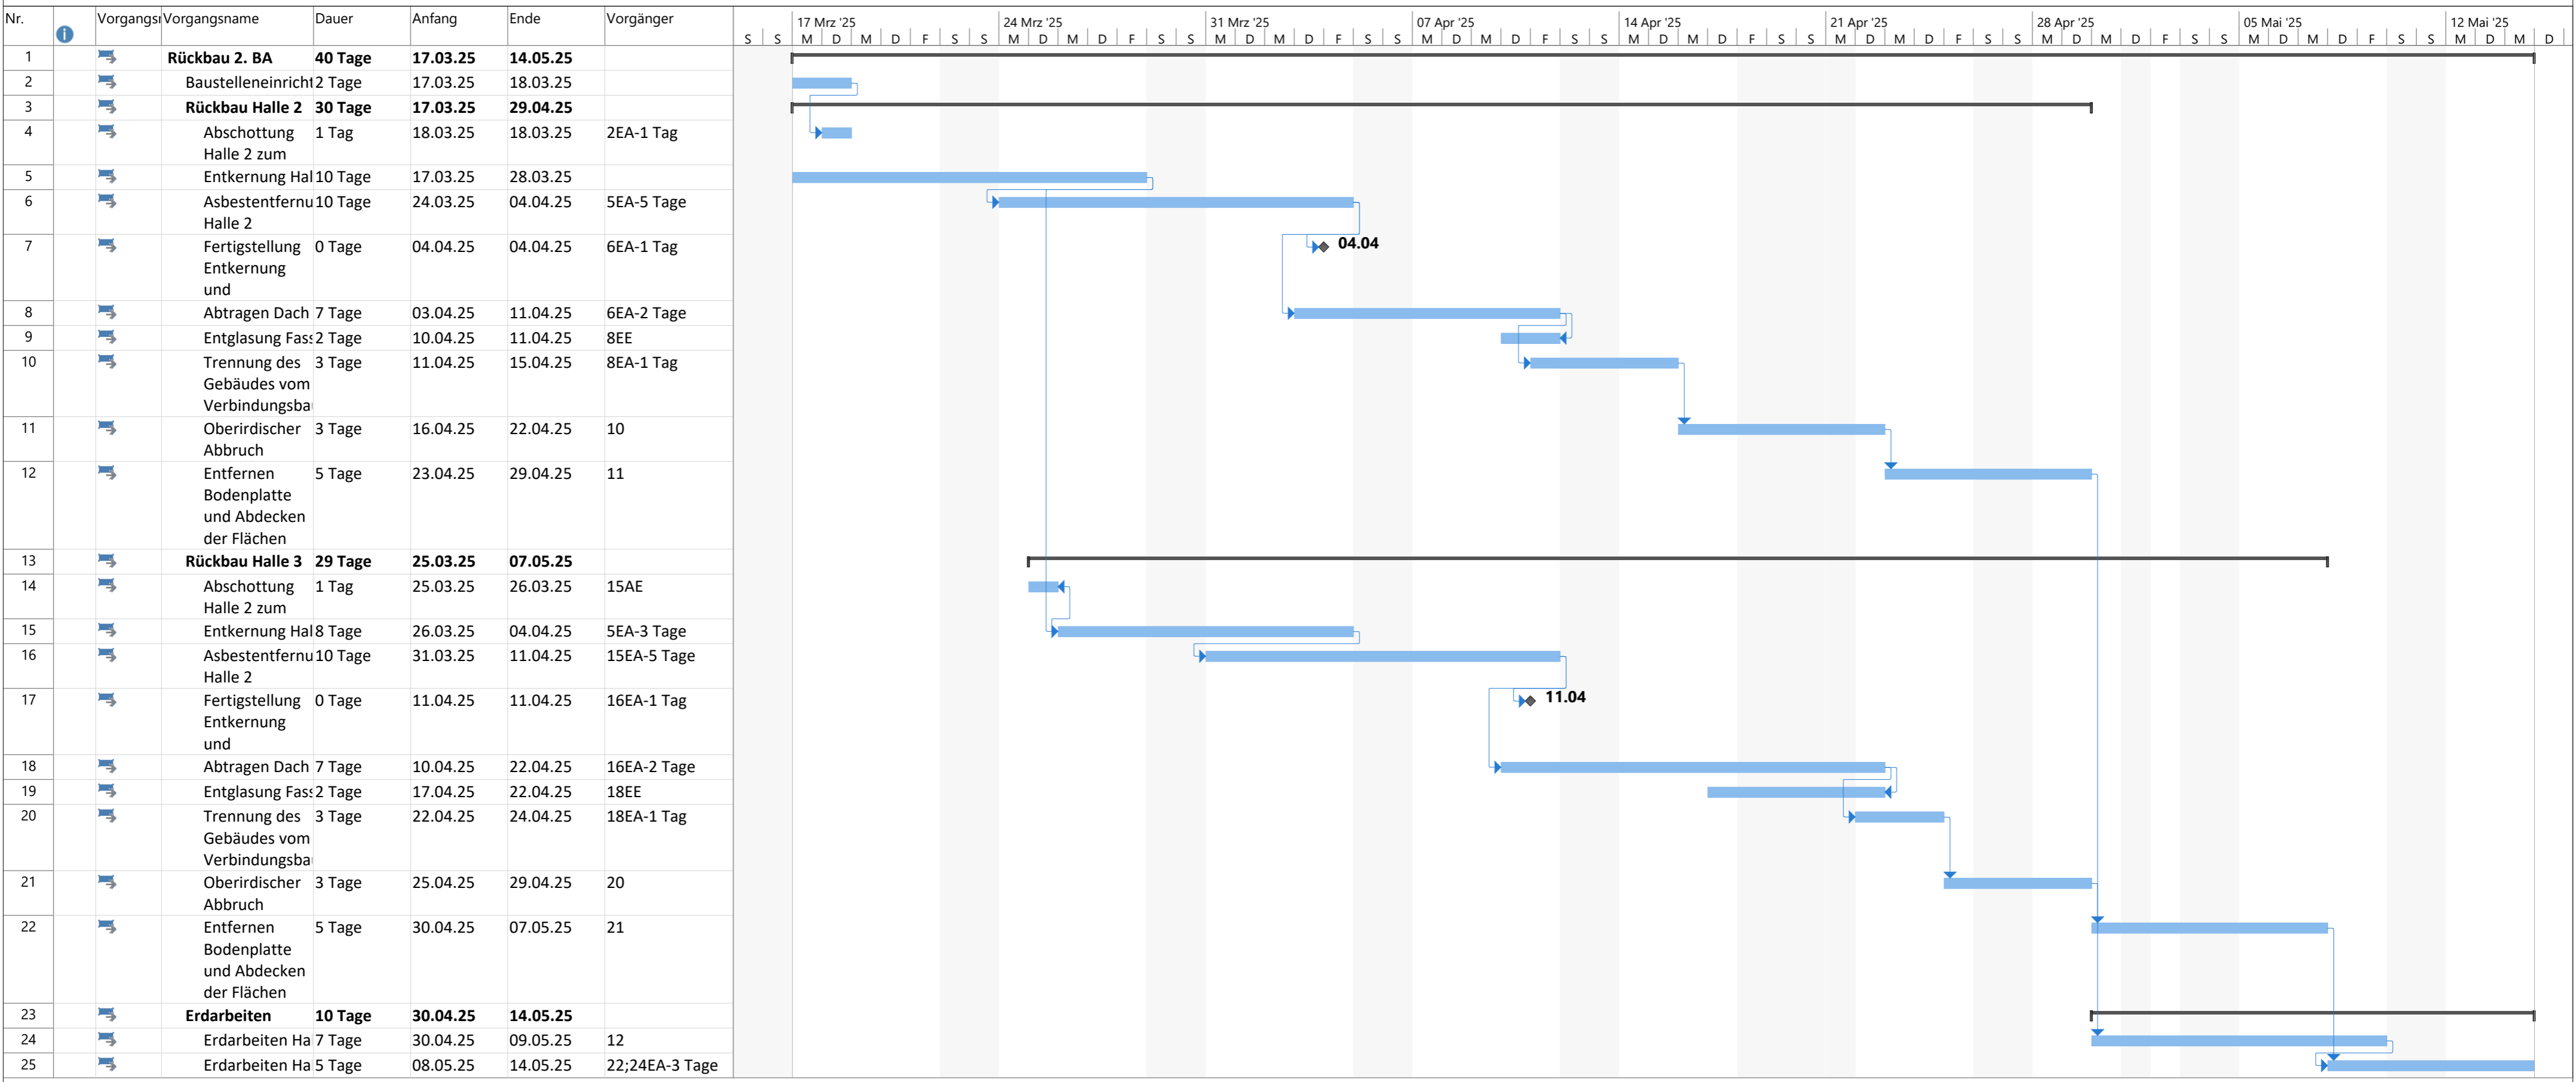 Nr. Vorgangsr Vorgangsname Dauer Anfang Ende Vorgänger
17 Mrz '25 24 Mrz '25 31 Mrz '25 07 Apr '25 14 Apr '25 21 Apr '25 28 Apr '25 05 Mai '25 12 Mai '25
S S M D M D F S S M D M D F S S M D M D F S S M D M D F S S M D M D F S S M D M D F S S M D M D F S S M D M D F S S M D M D
1 Rückbau 2. BA 40 Tage 17.03.25 14.05.25
2 Baustelleneinricht 2 Tage 17.03.25 18.03.25
3 Rückbau Halle 2 30 Tage 17.03.25 29.04.25
4 Abschottung 1 Tag 18.03.25 18.03.25 2EA-1 Tag
Halle 2 zum
5 Entkernung Hal 10 Tage 17.03.25 28.03.25
6 Asbestentfernu 10 Tage 24.03.25 04.04.25 5EA-5 Tage
Halle 2
7 Fertigstellung 0 Tage 04.04.25 04.04.25 6EA-1 Tag 04.04
Entkernung
und
8 Abtragen Dach 7 Tage 03.04.25 11.04.25 6EA-2 Tage
9 Entglasung Fass 2 Tage 10.04.25 11.04.25 8EE
10 Trennung des 3 Tage 11.04.25 15.04.25 8EA-1 Tag
Gebäudes vom
Verbindungsbau
11 Oberirdischer 3 Tage 16.04.25 22.04.25 10
Abbruch
12 Entfernen 5 Tage 23.04.25 29.04.25 11
Bodenplatte
und Abdecken
der Flächen
13 Rückbau Halle 3 29 Tage 25.03.25 07.05.25
14 Abschottung 1 Tag 25.03.25 26.03.25 15AE
Halle 2 zum
15 Entkernung Hal 8 Tage 26.03.25 04.04.25 5EA-3 Tage
16 Asbestentfernu 10 Tage 31.03.25 11.04.25 15EA-5 Tage
Halle 2
17 Fertigstellung 0 Tage 11.04.25 11.04.25 16EA-1 Tag 11.04
Entkernung
und
18 Abtragen Dach 7 Tage 10.04.25 22.04.25 16EA-2 Tage
19 Entglasung Fass 2 Tage 17.04.25 22.04.25 18EE
20 Trennung des 3 Tage 22.04.25 24.04.25 18EA-1 Tag
Gebäudes vom
Verbindungsbau
21 Oberirdischer 3 Tage 25.04.25 29.04.25 20
Abbruch
22 Entfernen 5 Tage 30.04.25 07.05.25 21
Bodenplatte
und Abdecken
der Flächen
23 Erdarbeiten 10 Tage 30.04.25 14.05.25
24 Erdarbeiten Ha 7 Tage 30.04.25 09.05.25 12
25 Erdarbeiten Ha 5 Tage 08.05.25 14.05.25 22;24EA-3 Tage